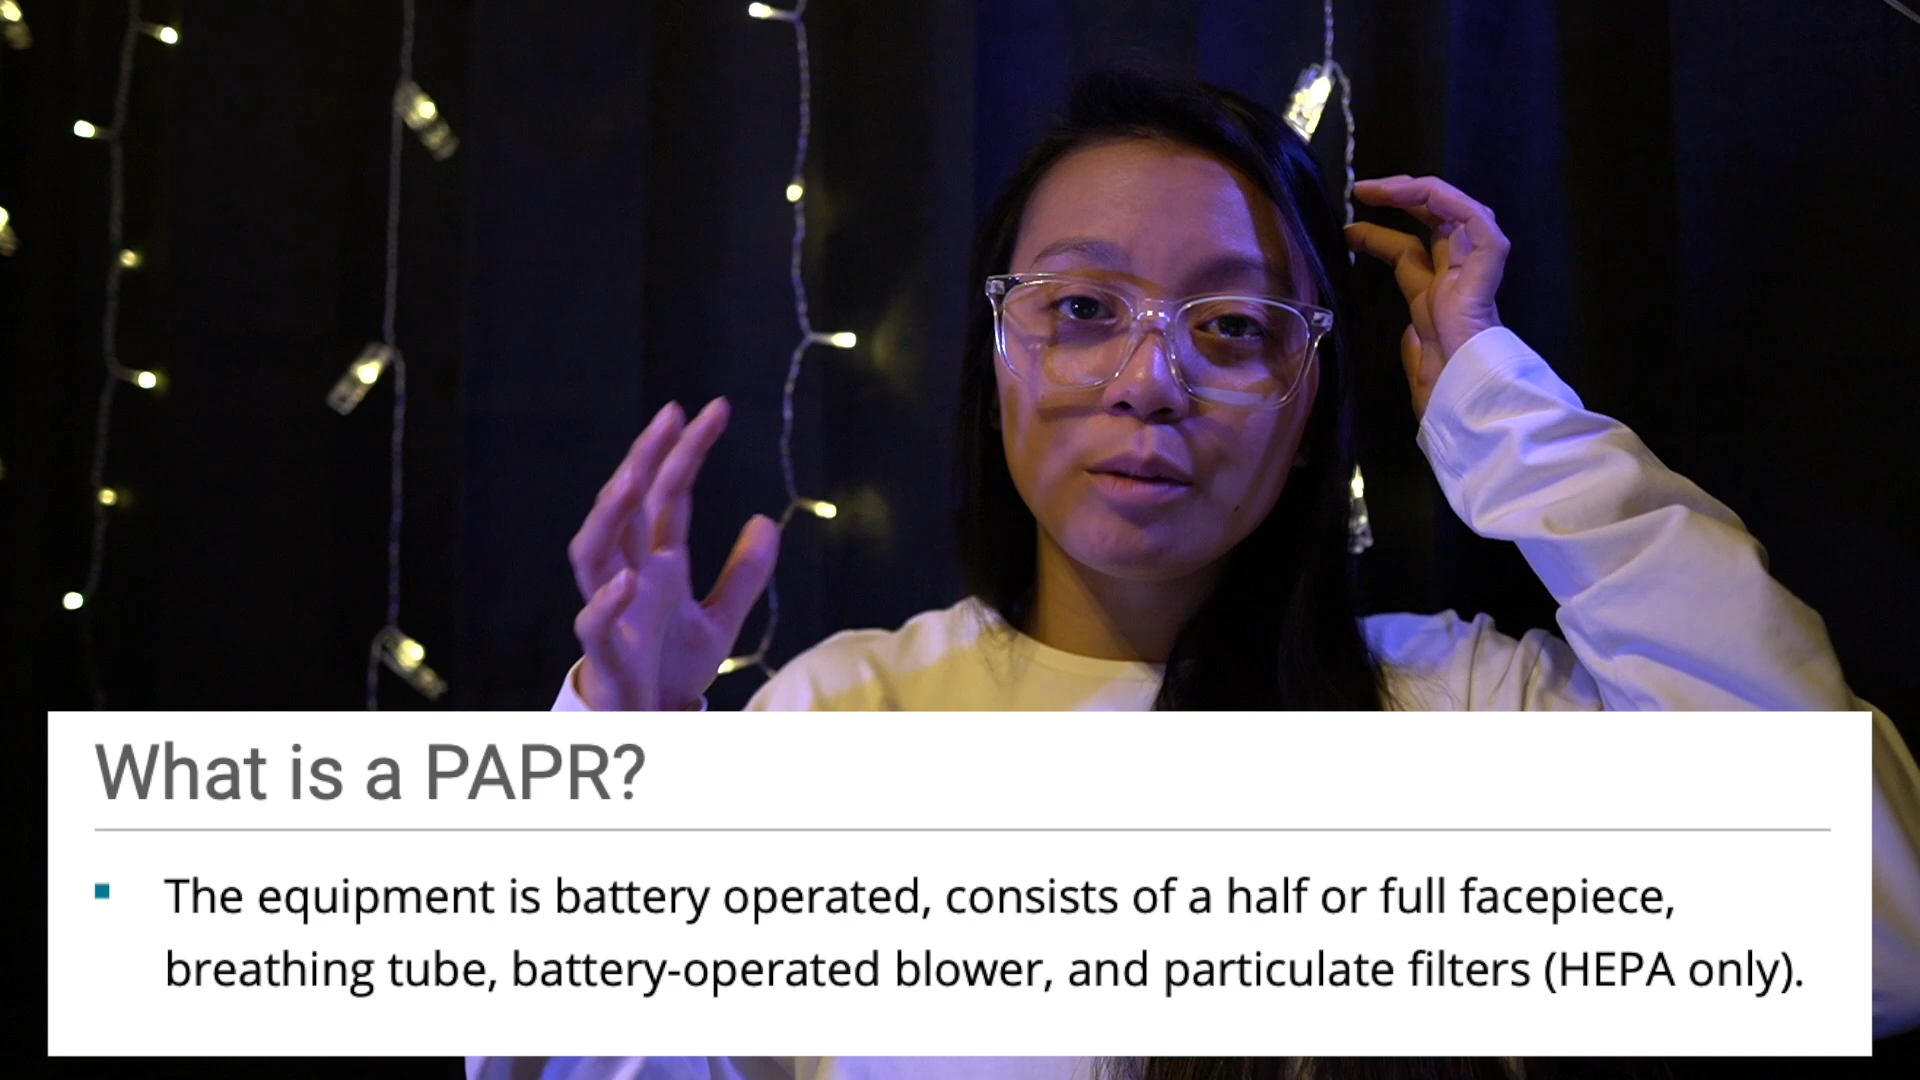 What is a PAPR?
The equipment is battery operated, consists of a half or full facepiece,
breathing tube, battery-operated blower, and particulate filters (HEPA only).